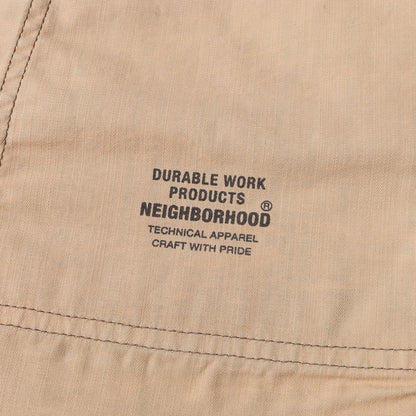 DURABLE WORK
PRODUCTS
NEIGHBORHOOD®
TECHNICAL APPAREL
CRAFT WITH PRIDE